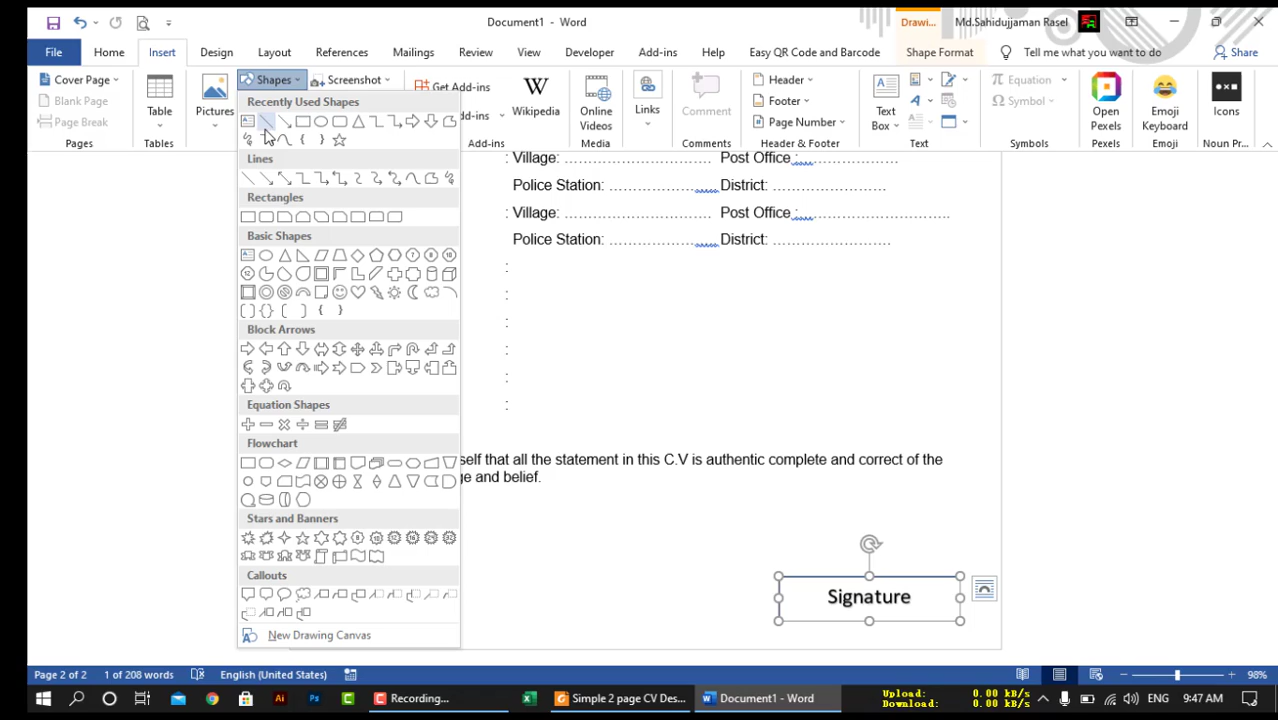 Document1 - Word
Drawi...
Md.Sahidujjaman Rasel
File
Home
Insert
Design
Layout
References
Mailings
Review
View
Developer
Add-ins
Help
Easy QR Code and Barcode
Shape Format
Tell me what you want to do
Share
Cover Page
Blank Page
Page Break
Pages
Table
Tables
Pictures
Shapes
Screenshot
Get Add-ins
Add-ins
Wikipedia
Online
Videos
Media
Links
Comment
Comments
Header
Footer
Page Number
Header & Footer
Text
Box
Text
Equation
Symbol
Symbols
Open
Pexels
Pexels
Emoji
Emoji
Icons
Noun Pr...
Recently Used Shapes
Lines
Rectangles
Basic Shapes
Block Arrows
Equation Shapes
Flowchart
Stars and Banners
Callouts
New Drawing Canvas
: Village: ……………………….. Post Office : ………………..
Police Station: ………………… District: …………………..
: Village: ……………………….. Post Office : …………………………..
Police Station: ………………… District: ……………………
:
:
:
:
:
:
self that all the statement in this C.V is authentic complete and correct of the
ge and belief.
Signature
Page 2 of 2
1 of 208 words
English (United States)
98%
Recording...
Simple 2 page CV Des...
Document1 - Word
Upload: 0.00 kB/s
Download: 0.00 kB/s
ENG
9:47 AM